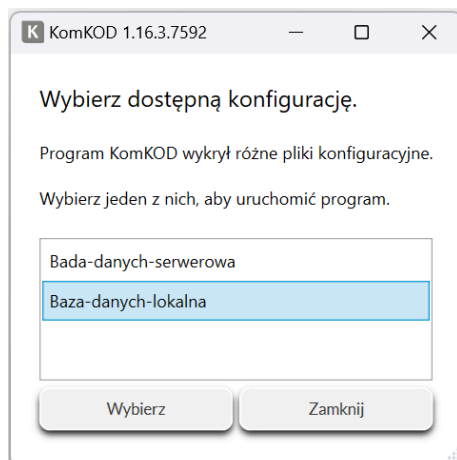 K KomKOD 1.16.3.7592
Wybierz dostępną konfigurację.
Program KomKOD wykrył różne pliki konfiguracyjne.
Wybierz jeden z nich, aby uruchomić program.
Bada-danych-serwerowa
Baza-danych-lokalna
Wybierz Zamknij